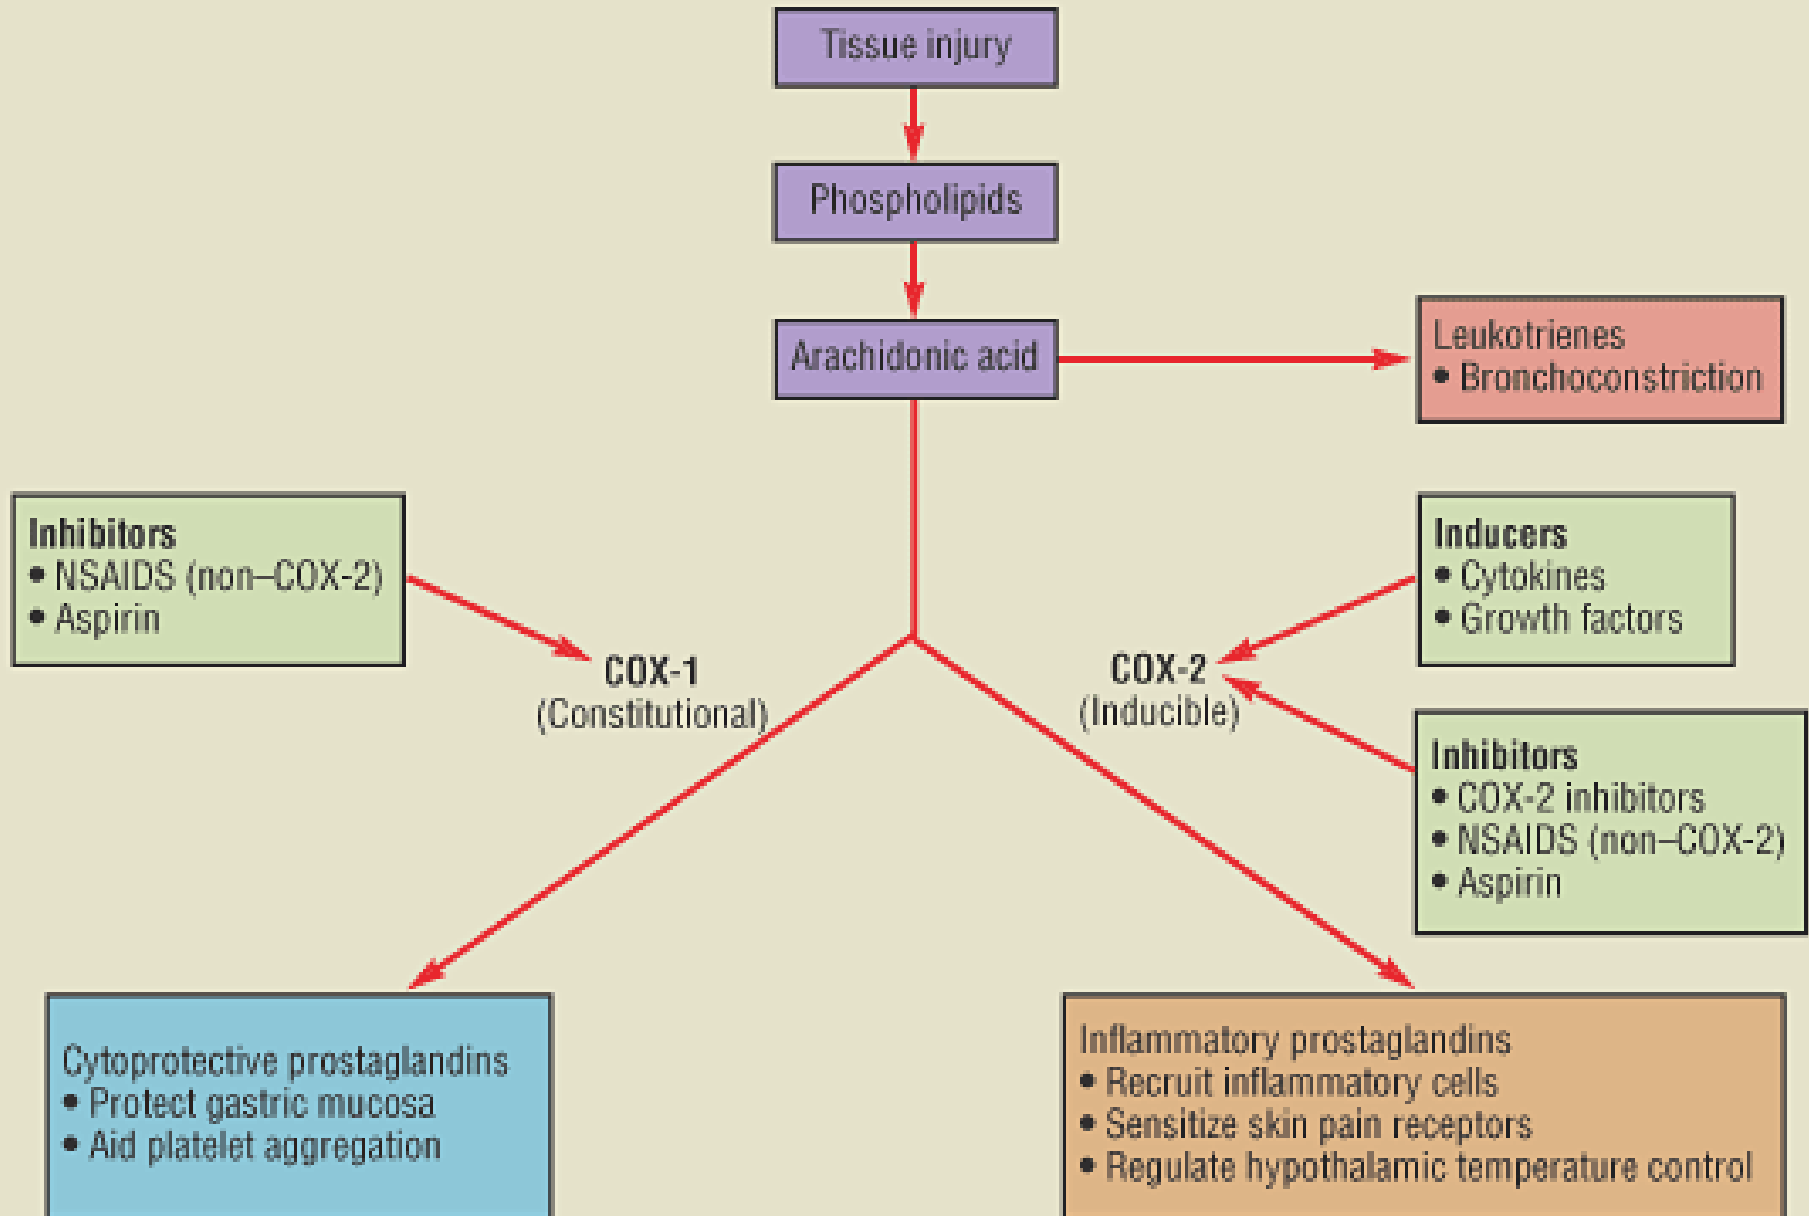 Tissue injury
Phospholipids
Arachidonic acid
Leukotrienes
• Bronchoconstriction
Inhibitors
• NSAIDS (non–COX-2)
• Aspirin
Inducers
• Cytokines
• Growth factors
COX-1
(Constitutional)
COX-2
(Inducible)
Inhibitors
• COX-2 inhibitors
• NSAIDS (non–COX-2)
• Aspirin
Cytoprotective prostaglandins
• Protect gastric mucosa
• Aid platelet aggregation
Inflammatory prostaglandins
• Recruit inflammatory cells
• Sensitize skin pain receptors
• Regulate hypothalamic temperature control